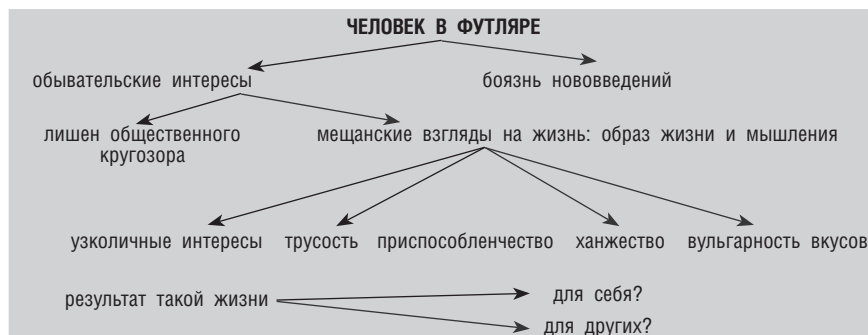 ЧЕЛОВЕК В ФУТЛЯРЕ
обывательские интересы боязнь нововведений
лишен общественного
кругозора
мещанские взгляды на жизнь: образ жизни и мышления
узколичные интересы трусость приспособленчество ханжество вульгарность вкусов
результат такой жизни
для себя?
для других?